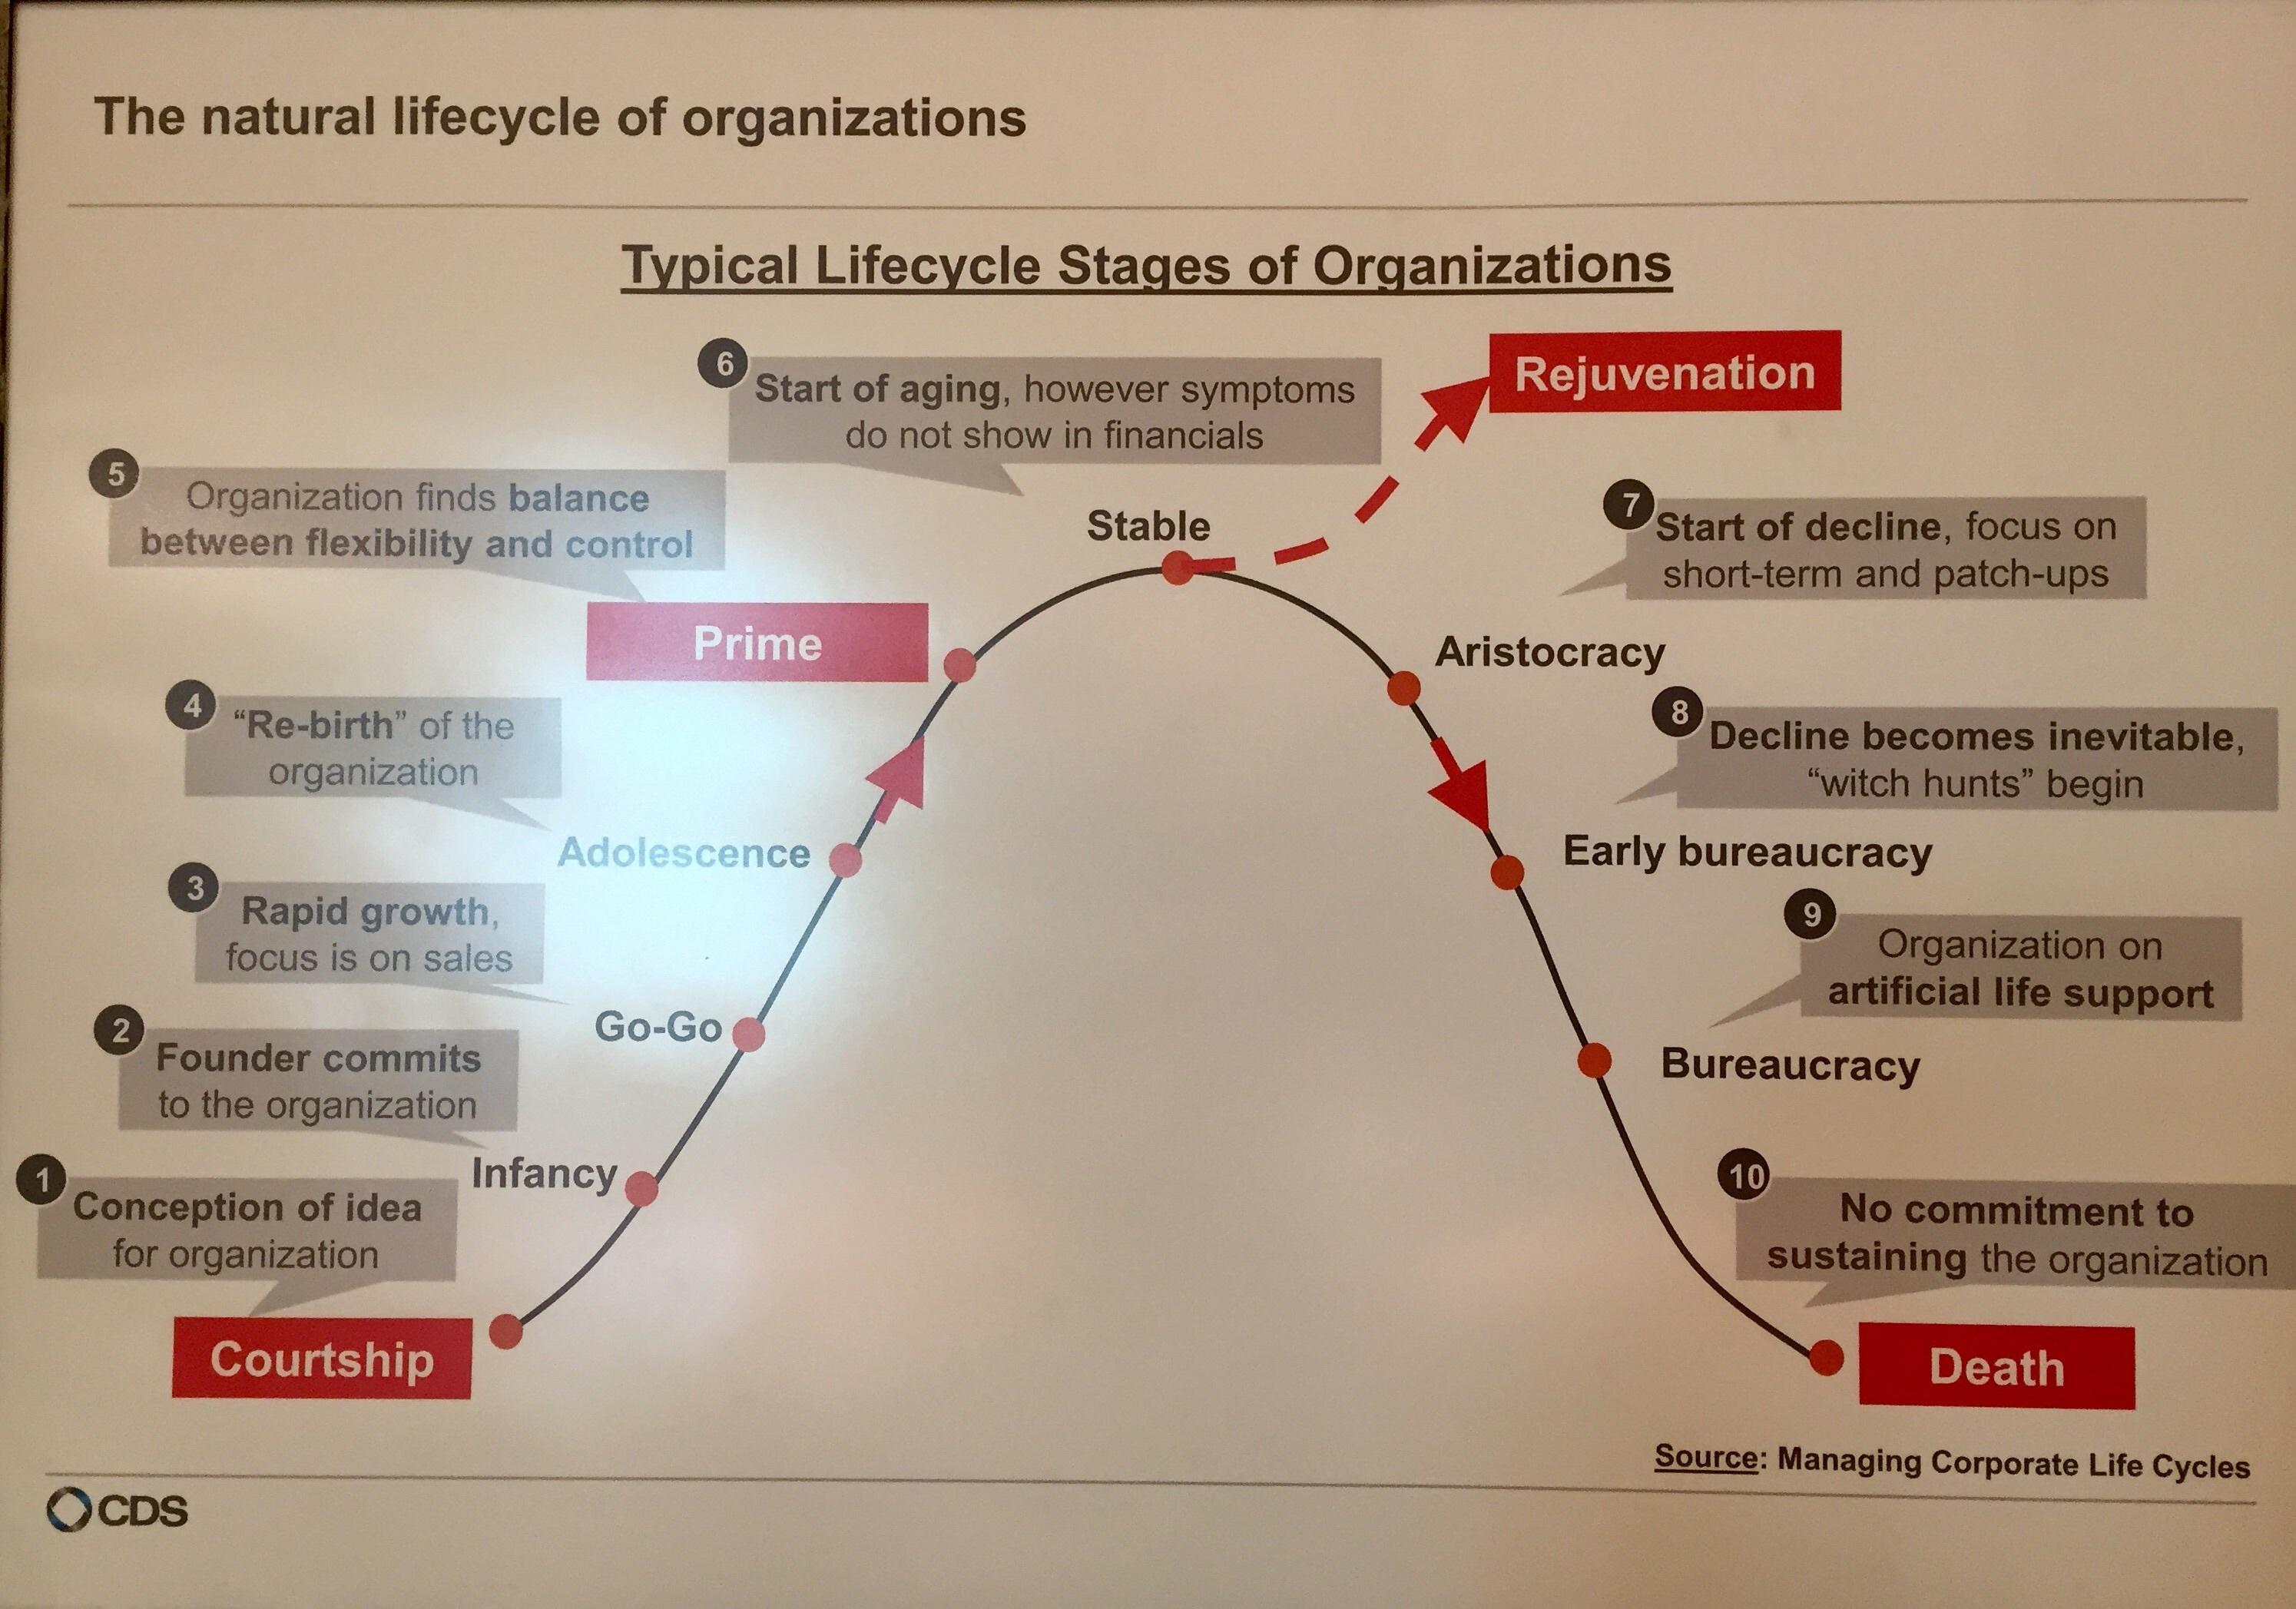 The natural lifecycle of organizations
Typical Lifecycle Stages of Organizations
6
Start of aging, however symptoms
do not show in financials
Rejuvenation
5
Organization finds balance
between flexibility and control
Stable
7
Start of decline, focus on
short-term and patch-ups
Prime
Aristocracy
4
“Re-birth” of the
organization
8
Decline becomes inevitable,
“witch hunts” begin
Adolescence
Early bureaucracy
3
Rapid growth,
focus is on sales
9
Organization on
artificial life support
Go-Go
2
Founder commits
to the organization
Bureaucracy
Infancy
1
Conception of idea
for organization
10
No commitment to
sustaining the organization
Courtship
Death
Source: Managing Corporate Life Cycles
CDS